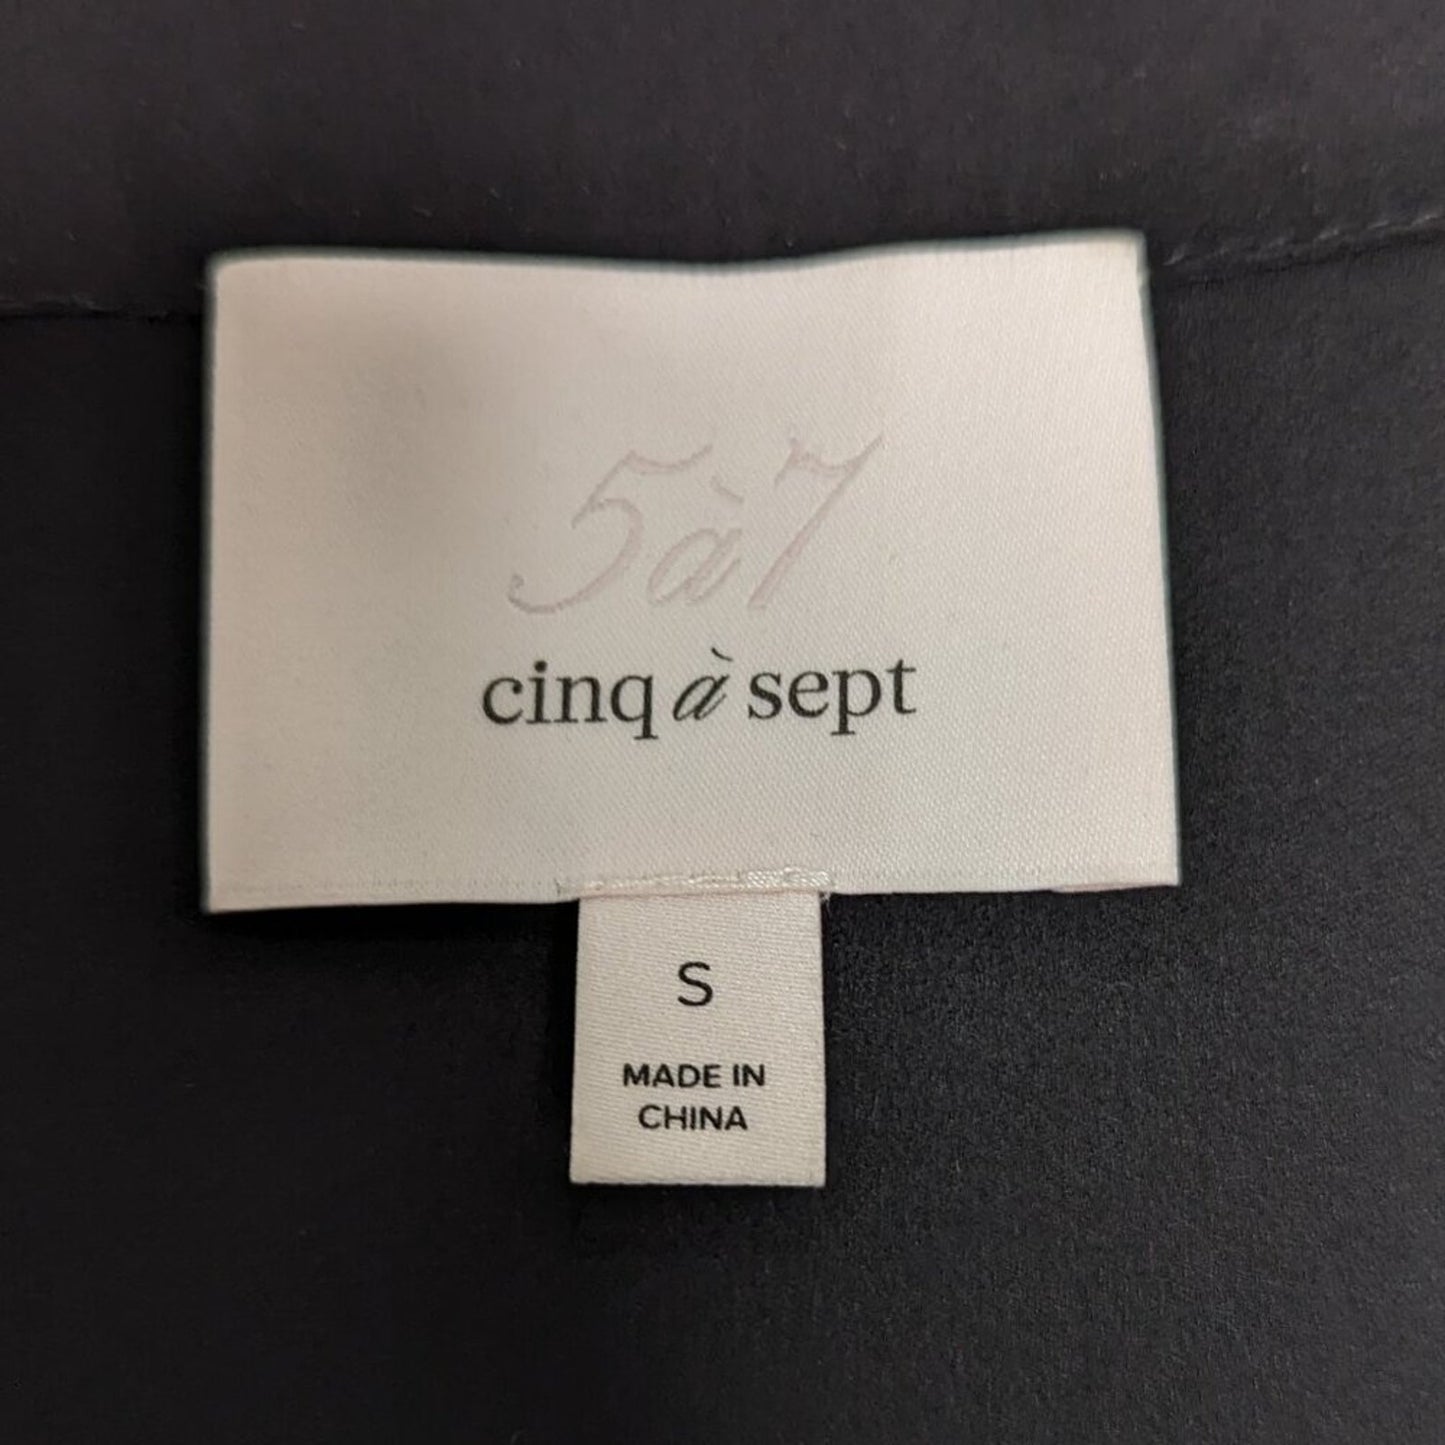 5à7
cinq à sept
S
MADE IN
CHINA